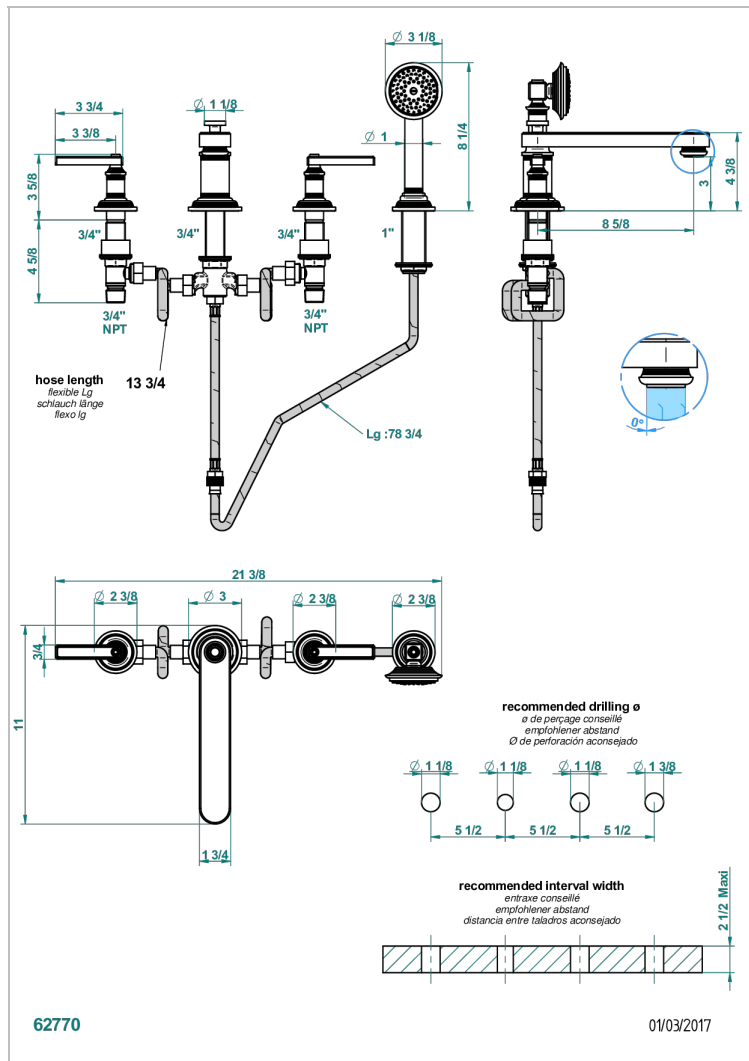 Ø 3 1/8
3 3/4
3 3/8
Ø 1 1/8
Ø 1
8 1/4
3 5/8
4 5/8
3/4"
3/4"
3/4"
1"
3
4 3/8
8 5/8
3/4"
NPT
3/4"
NPT
hose length
flexible Lg
schlauch länge
flexo lg
13 3/4
Lg :78 3/4
0°
21 3/8
Ø 2 3/8
Ø 3
Ø 2 3/8
Ø 2 3/8
3/4
11
1 3/4
recommended drilling ø
ø de perçage conseillé
empfohlener abstand
Ø de perforación aconsejado
Ø 1 1/8
Ø 1 1/8
Ø 1 1/8
Ø 1 3/8
5 1/2
5 1/2
5 1/2
recommended interval width
entraxe conseillé
empfohlener abstand
distancia entre taladros aconsejado
2 1/2 Maxi
62770
01/03/2017